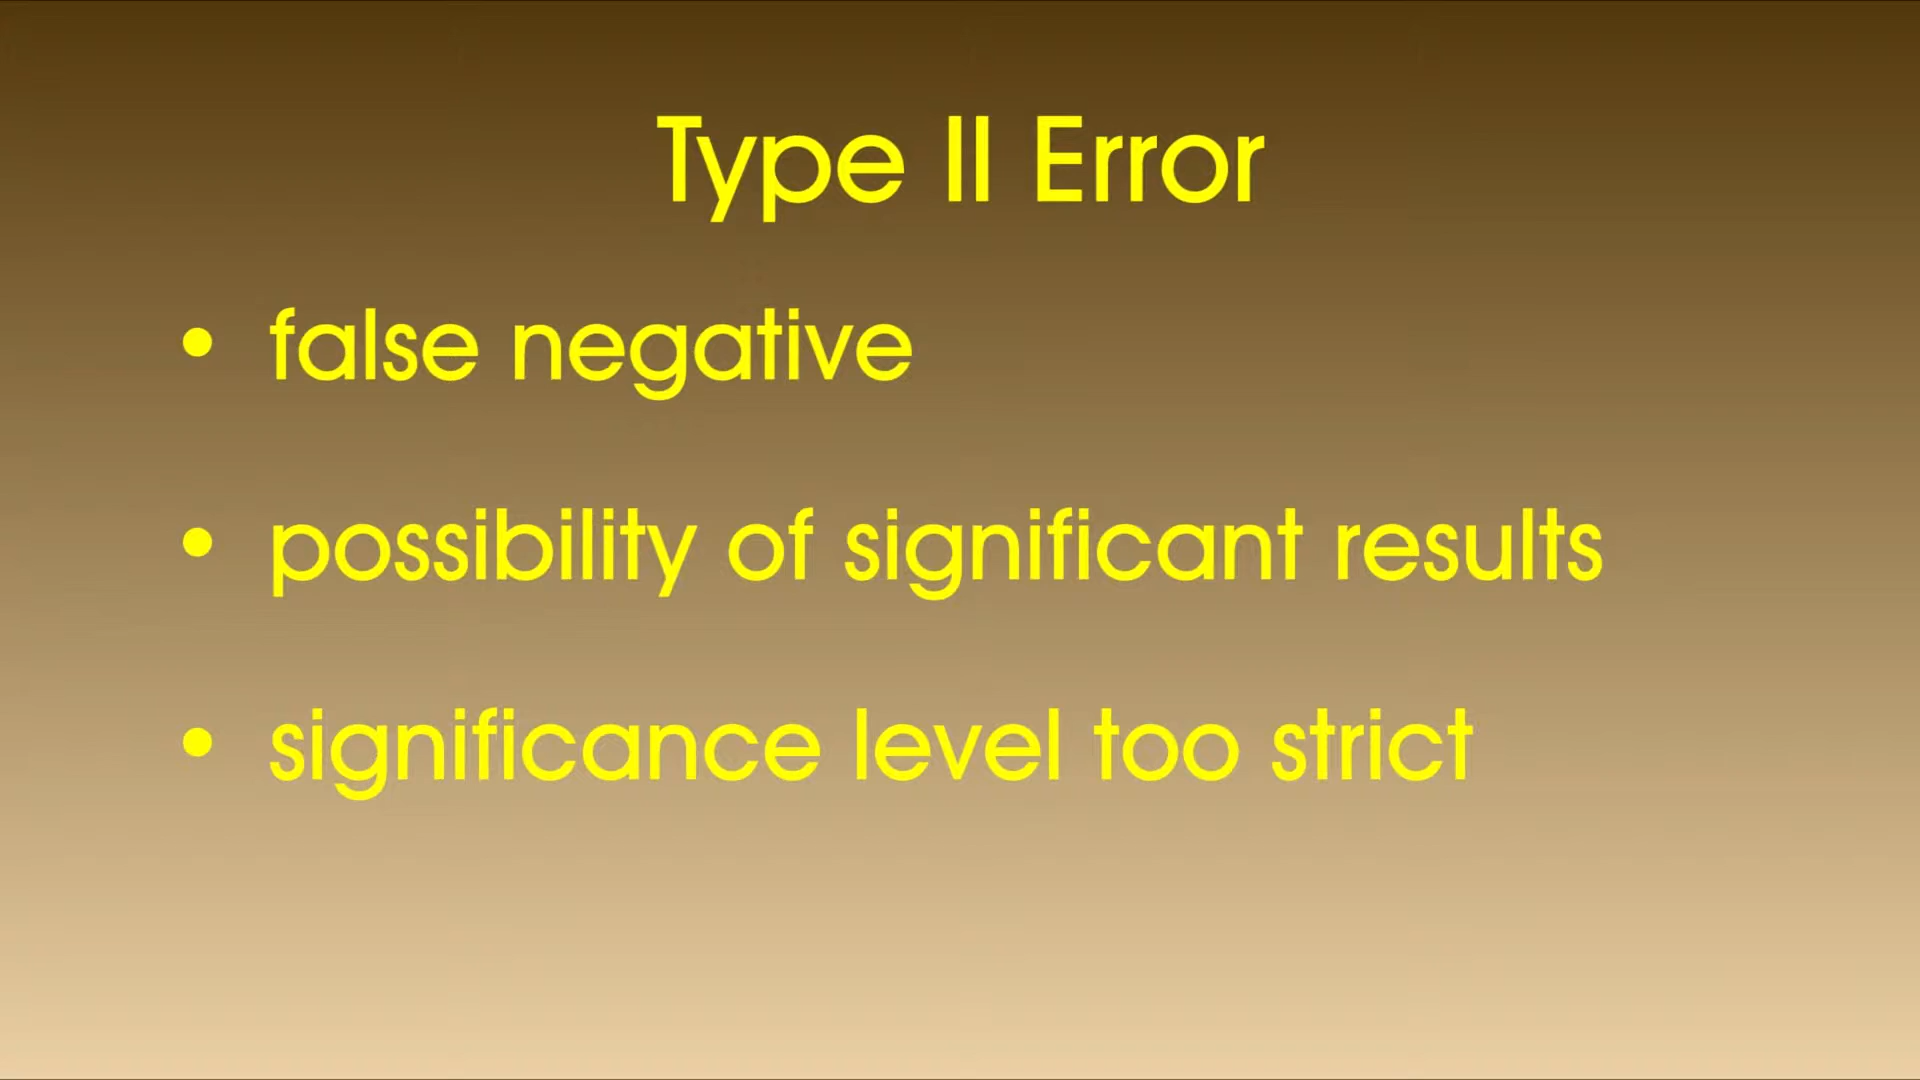 Type II Error
• false negative
• possibility of significant results
• significance level too strict